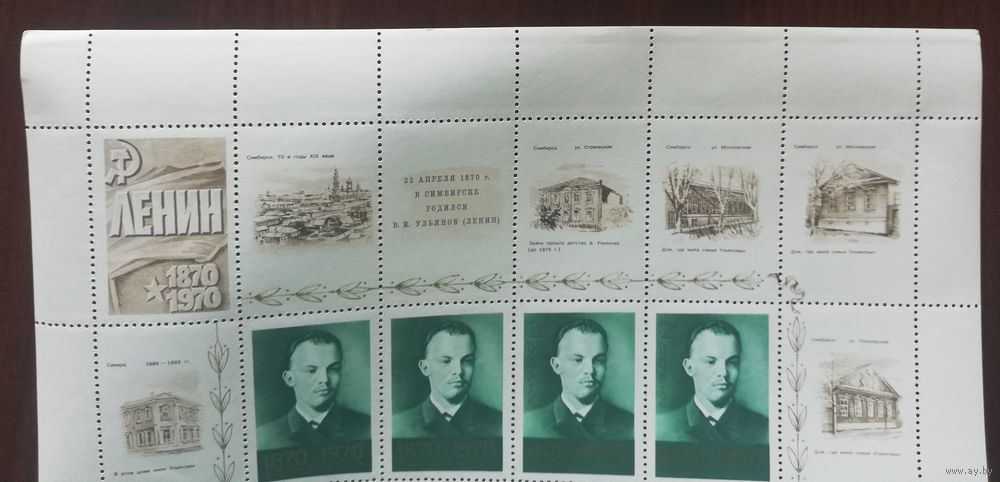 ЛЕНИН
1870
1970
Симбирск. 70-е годы XIX века
22 АПРЕЛЯ 1870 г.
В СИМБИРСКЕ
РОДИЛСЯ
В. И. УЛЬЯНОВ (ЛЕНИН)
Симбирск ул. Стрелецкая
Здесь прошло детство В. Ульянова
(до 1875 г.)
Симбирск ул. Московская
Дом, где жила семья Ульяновых
Симбирск ул. Московская
Дом, где жила семья Ульяновых
Самара 1889—1893 гг.
В этом доме жили Ульяновы
1870 1970
1870 1970
Симбирск ул. Покровская
Дом, где жила семья Ульяновых
www.ay.by